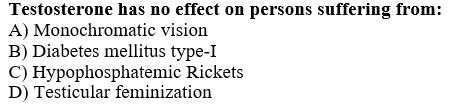 Testosterone has no effect on persons suffering from:
A) Monochromatic vision
B) Diabetes mellitus type-I
C) Hypophosphatemic Rickets
D) Testicular feminization